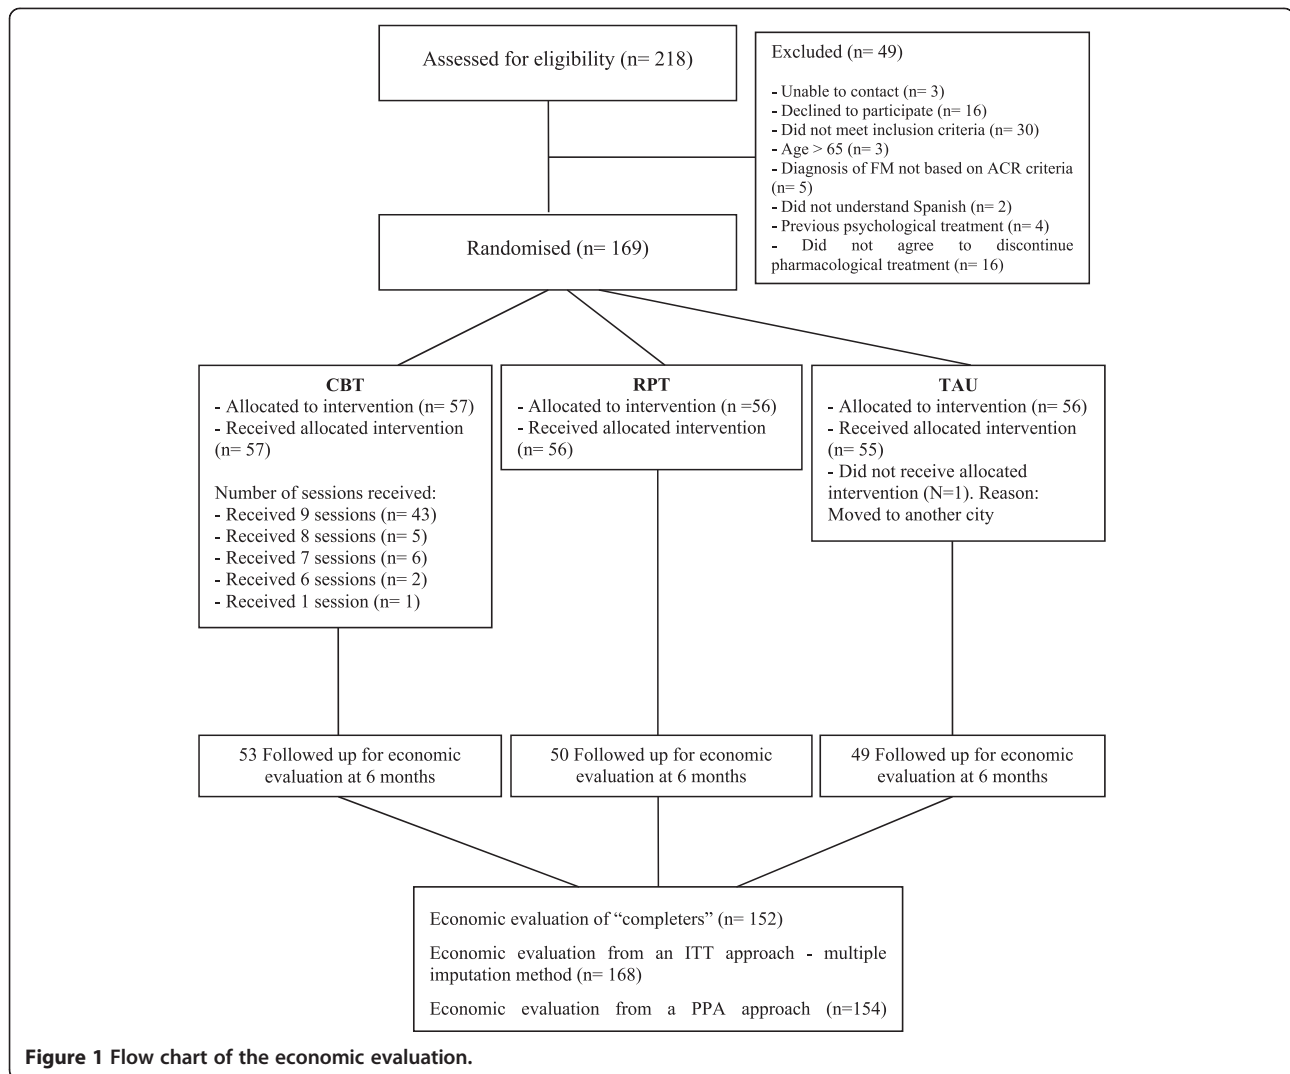 Assessed for eligibility (n= 218)
Excluded (n= 49)
- Unable to contact (n= 3)
- Declined to participate (n= 16)
- Did not meet inclusion criteria (n= 30)
- Age > 65 (n= 3)
- Diagnosis of FM not based on ACR criteria
(n= 5)
- Did not understand Spanish (n= 2)
- Previous psychological treatment (n= 4)
- Did not agree to discontinue
pharmacological treatment (n= 16)
Randomised (n= 169)
CBT
- Allocated to intervention (n= 57)
- Received allocated intervention
(n= 57)
Number of sessions received:
- Received 9 sessions (n= 43)
- Received 8 sessions (n= 5)
- Received 7 sessions (n= 6)
- Received 6 sessions (n= 2)
- Received 1 session (n= 1)
RPT
- Allocated to intervention (n =56)
- Received allocated intervention
(n= 56)
TAU
- Allocated to intervention (n= 56)
- Received allocated intervention
(n= 55)
- Did not receive allocated
intervention (N=1). Reason:
Moved to another city
53 Followed up for economic
evaluation at 6 months
50 Followed up for economic
evaluation at 6 months
49 Followed up for economic
evaluation at 6 months
Economic evaluation of “completers” (n= 152)
Economic evaluation from an ITT approach - multiple
imputation method (n= 168)
Economic evaluation from a PPA approach (n=154)
Figure 1 Flow chart of the economic evaluation.